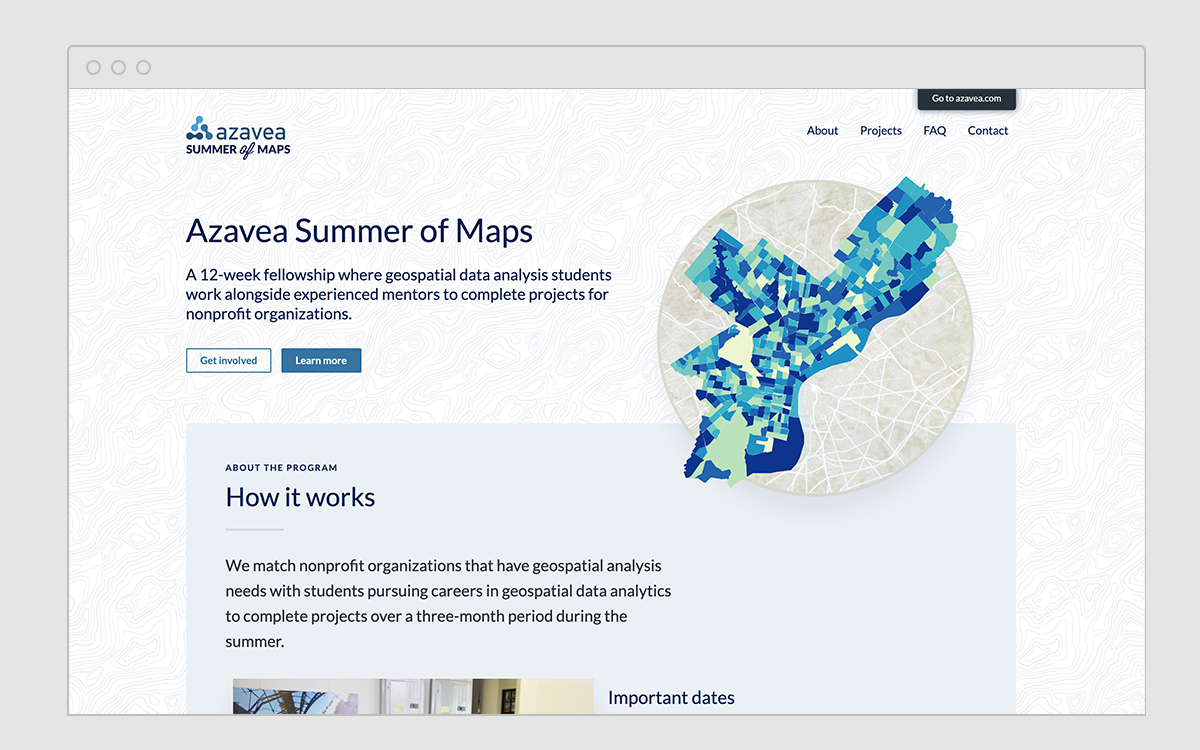 Go to azavea.com
azavea
SUMMER of MAPS
About Projects FAQ Contact
Azavea Summer of Maps
A 12-week fellowship where geospatial data analysis students
work alongside experienced mentors to complete projects for
nonprofit organizations.
Get involved Learn more
ABOUT THE PROGRAM
How it works
We match nonprofit organizations that have geospatial analysis
needs with students pursuing careers in geospatial data analytics
to complete projects over a three-month period during the
summer.
Important dates